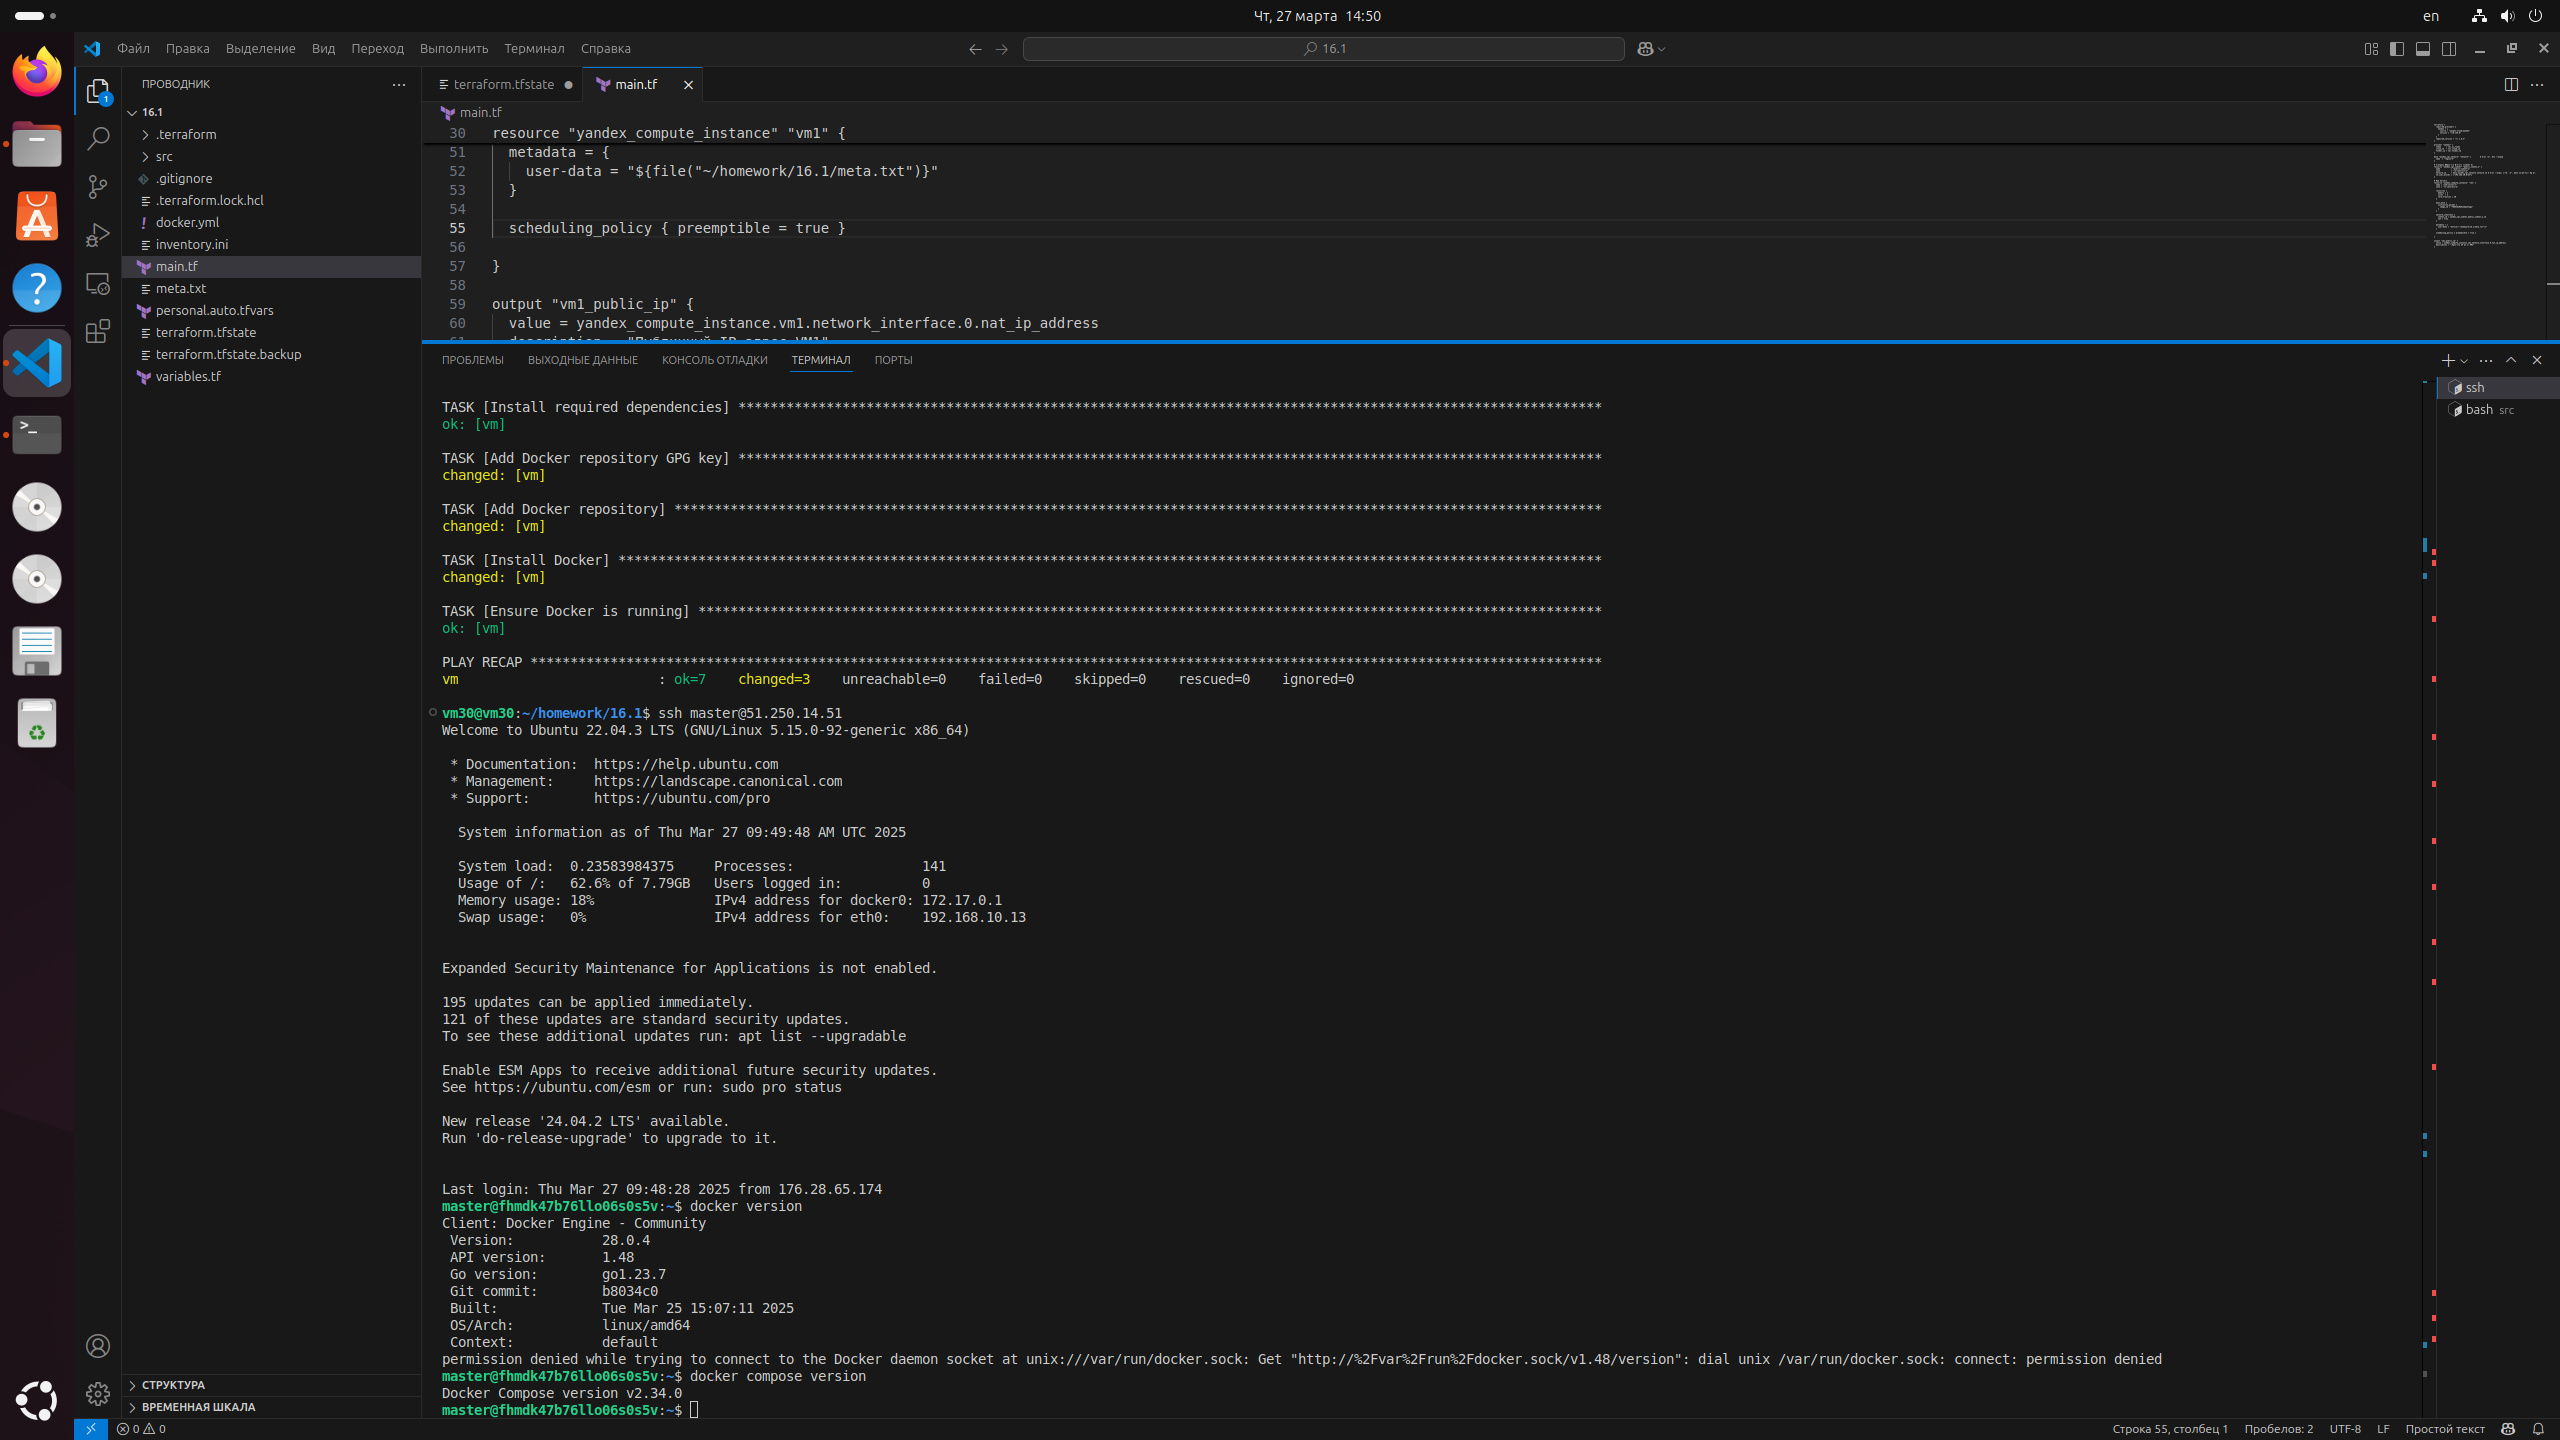 Чт, 27 марта  14:50
en
Файл
Правка
Выделение
Вид
Переход
Выполнить
Терминал
Справка
16.1
ПРОВОДНИК
16.1
.terraform
src
.gitignore
.terraform.lock.hcl
docker.yml
inventory.ini
main.tf
meta.txt
personal.auto.tfvars
terraform.tfstate
terraform.tfstate.backup
variables.tf
СТРУКТУРА
ВРЕМЕННАЯ ШКАЛА
terraform.tfstate
main.tf
main.tf
30 resource "yandex_compute_instance" "vm1" {
51   metadata = {
52     user-data = "${file("~/homework/16.1/meta.txt")}"
53   }
54
55   scheduling_policy { preemptible = true }
56
57 }
58
59 output "vm1_public_ip" {
60   value = yandex_compute_instance.vm1.network_interface.0.nat_ip_address
ПРОБЛЕМЫ
ВЫХОДНЫЕ ДАННЫЕ
КОНСОЛЬ ОТЛАДКИ
ТЕРМИНАЛ
ПОРТЫ
ssh
bash src
TASK [Install required dependencies] ************************************************************************************************************
ok: [vm]
TASK [Add Docker repository GPG key] ************************************************************************************************************
changed: [vm]
TASK [Add Docker repository] ********************************************************************************************************************
changed: [vm]
TASK [Install Docker] ***************************************************************************************************************************
changed: [vm]
TASK [Ensure Docker is running] *****************************************************************************************************************
ok: [vm]
PLAY RECAP **************************************************************************************************************************************
vm                         : ok=7    changed=3    unreachable=0    failed=0    skipped=0    rescued=0    ignored=0
vm30@vm30:~/homework/16.1$ ssh master@51.250.14.51
Welcome to Ubuntu 22.04.3 LTS (GNU/Linux 5.15.0-92-generic x86_64)
 * Documentation:  https://help.ubuntu.com
 * Management:     https://landscape.canonical.com
 * Support:        https://ubuntu.com/pro
  System information as of Thu Mar 27 09:49:48 AM UTC 2025
  System load:  0.23583984375     Processes:                141
  Usage of /:   62.6% of 7.79GB   Users logged in:          0
  Memory usage: 18%               IPv4 address for docker0: 172.17.0.1
  Swap usage:   0%                IPv4 address for eth0:    192.168.10.13
Expanded Security Maintenance for Applications is not enabled.
195 updates can be applied immediately.
121 of these updates are standard security updates.
To see these additional updates run: apt list --upgradable
Enable ESM Apps to receive additional future security updates.
See https://ubuntu.com/esm or run: sudo pro status
New release '24.04.2 LTS' available.
Run 'do-release-upgrade' to upgrade to it.
Last login: Thu Mar 27 09:48:28 2025 from 176.28.65.174
master@fhmdk47b76llo06s0s5v:~$ docker version
Client: Docker Engine - Community
 Version:           28.0.4
 API version:       1.48
 Go version:        go1.23.7
 Git commit:        b8034c0
 Built:             Tue Mar 25 15:07:11 2025
 OS/Arch:           linux/amd64
 Context:           default
permission denied while trying to connect to the Docker daemon socket at unix:///var/run/docker.sock: Get "http://%2Fvar%2Frun%2Fdocker.sock/v1.48/version": dial unix /var/run/docker.sock: connect: permission denied
master@fhmdk47b76llo06s0s5v:~$ docker compose version
Docker Compose version v2.34.0
master@fhmdk47b76llo06s0s5v:~$
0
0
Строка 55, столбец 1
Пробелов: 2
UTF-8
LF
Простой текст